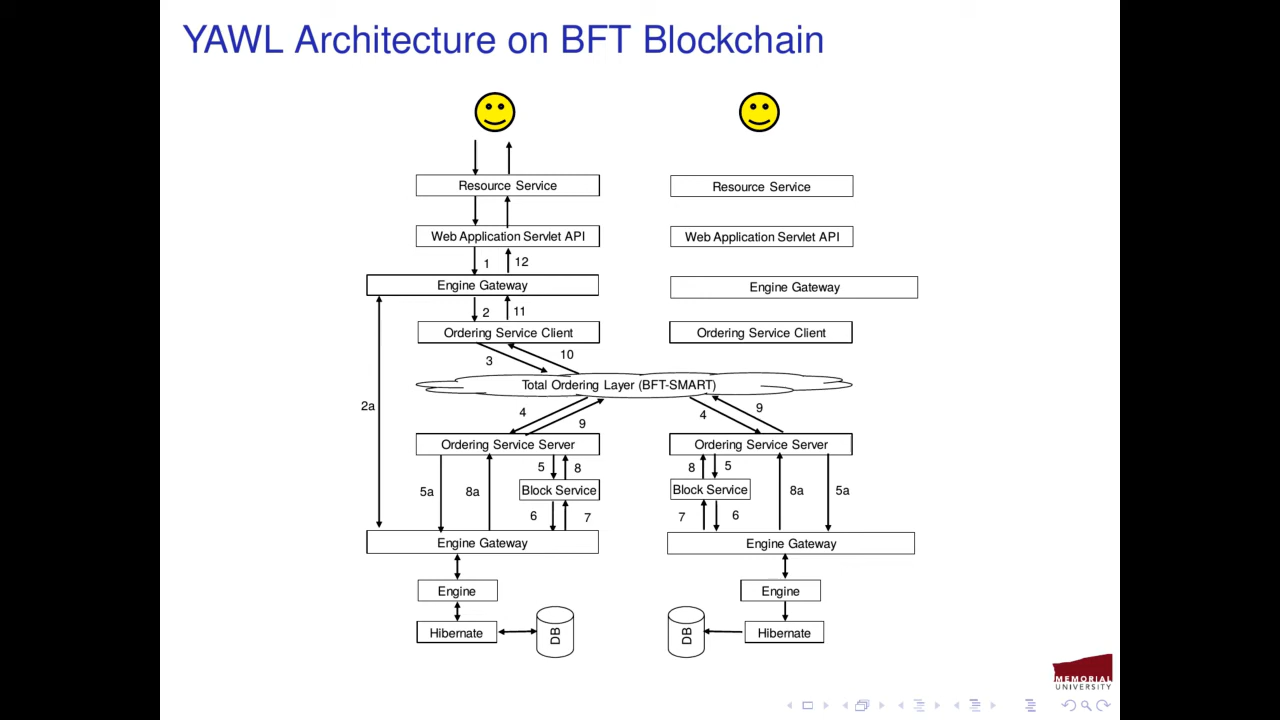 YAWL Architecture on BFT Blockchain
Resource Service
Resource Service
Web Application Servlet API
Web Application Servlet API
1
12
Engine Gateway
Engine Gateway
2
11
Ordering Service Client
Ordering Service Client
3
10
Total Ordering Layer (BFT-SMART)
2a
4
9
4
9
Ordering Service Server
Ordering Service Server
5
8
8
5
5a
8a
Block Service
Block Service
8a
5a
6
7
7
6
Engine Gateway
Engine Gateway
Engine
Engine
Hibernate
DB
DB
Hibernate
MEMORIAL
UNIVERSITY